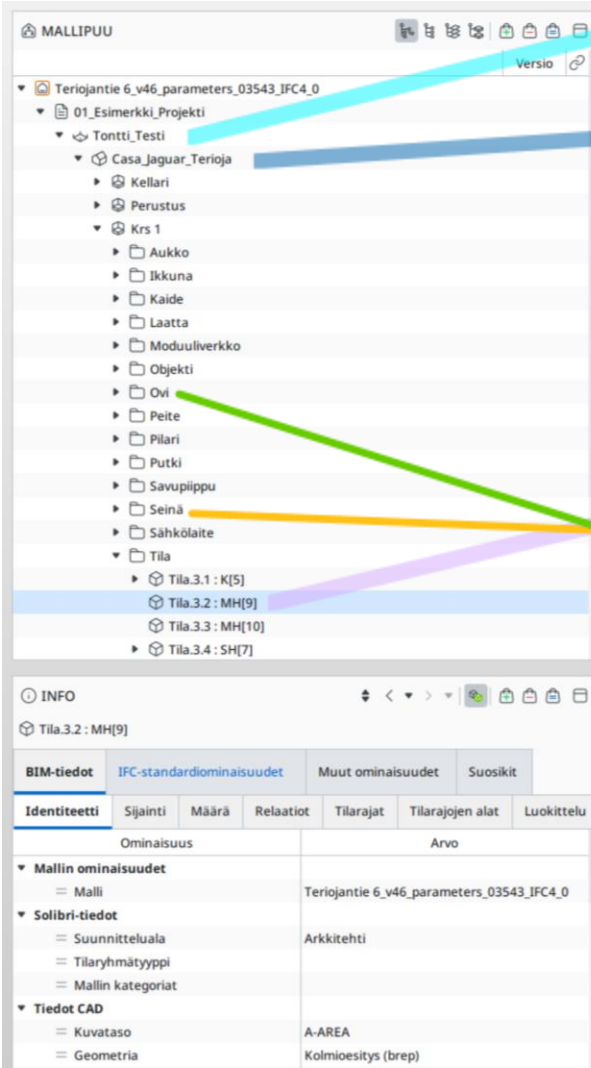 MALLIPUU
Versio
Teriojantie 6_v46_parameters_03543_IFC4_0
01_Esimerkki_Projekti
Tontti_Testi
Casa_Jaguar_Terioja
Kellari
Perustus
Krs 1
Aukko
Ikkuna
Kaide
Laatta
Moduuliverkko
Objekti
Ovi
Peite
Pilari
Putki
Savupiippu
Seinä
Sähkölaite
Tila
Tila.3.1 : K[5]
Tila.3.2 : MH[9]
Tila.3.3 : MH[10]
Tila.3.4 : SH[7]
INFO
Tila.3.2 : MH[9]
BIM-tiedot IFC-standardiominaisuudet Muut ominaisuudet Suosikit
Identiteetti Sijainti Määrä Relaatiot Tilarajat Tilarajojen alat Luokittelu
Ominaisuus Arvo
Mallin ominaisuudet
Malli Teriojantie 6_v46_parameters_03543_IFC4_0
Solibri-tiedot
Suunnitteluala Arkkitehti
Tilaryhmätyyppi
Mallin kategoriat
Tiedot CAD
Kuvataso A-AREA
Geometria Kolmioesitys (brep)